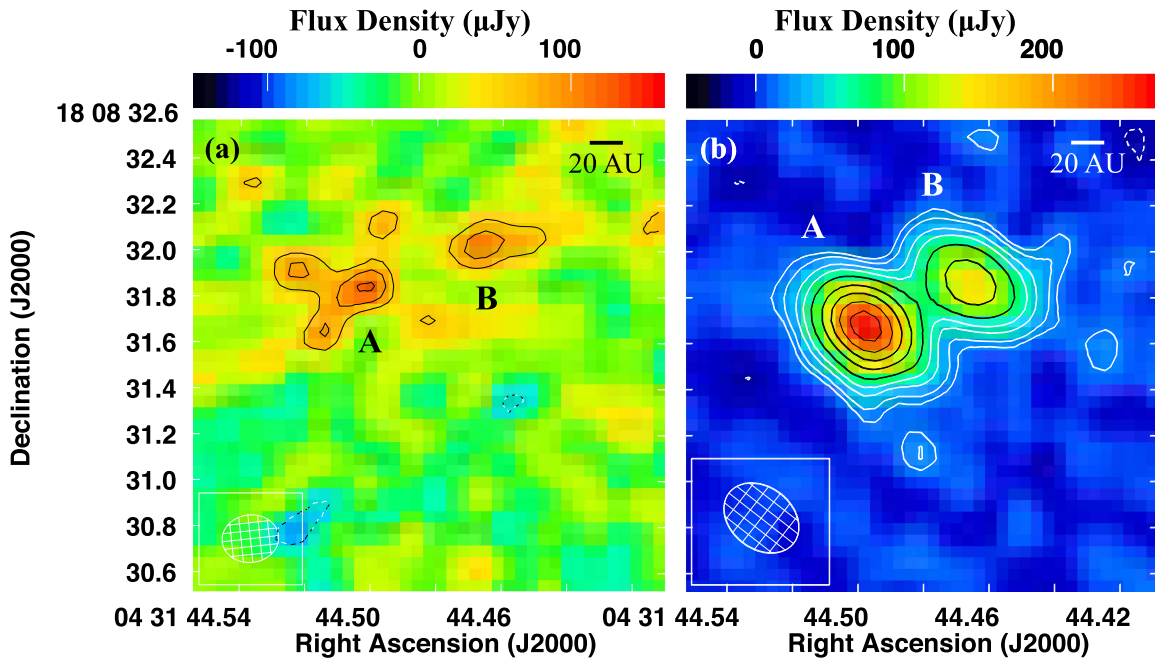 Flux Density (μJy)
-100 0 100
Flux Density (μJy)
0 100 200
18 08 32.6
32.4
32.2
32.0
31.8
31.6
31.4
31.2
31.0
30.8
30.6
Declination (J2000)
(a)
20 AU
A
B
04 31 44.54 44.50 44.46 04 31
Right Ascension (J2000)
(b)
20 AU
A
B
44.54 44.50 44.46 44.42
Right Ascension (J2000)